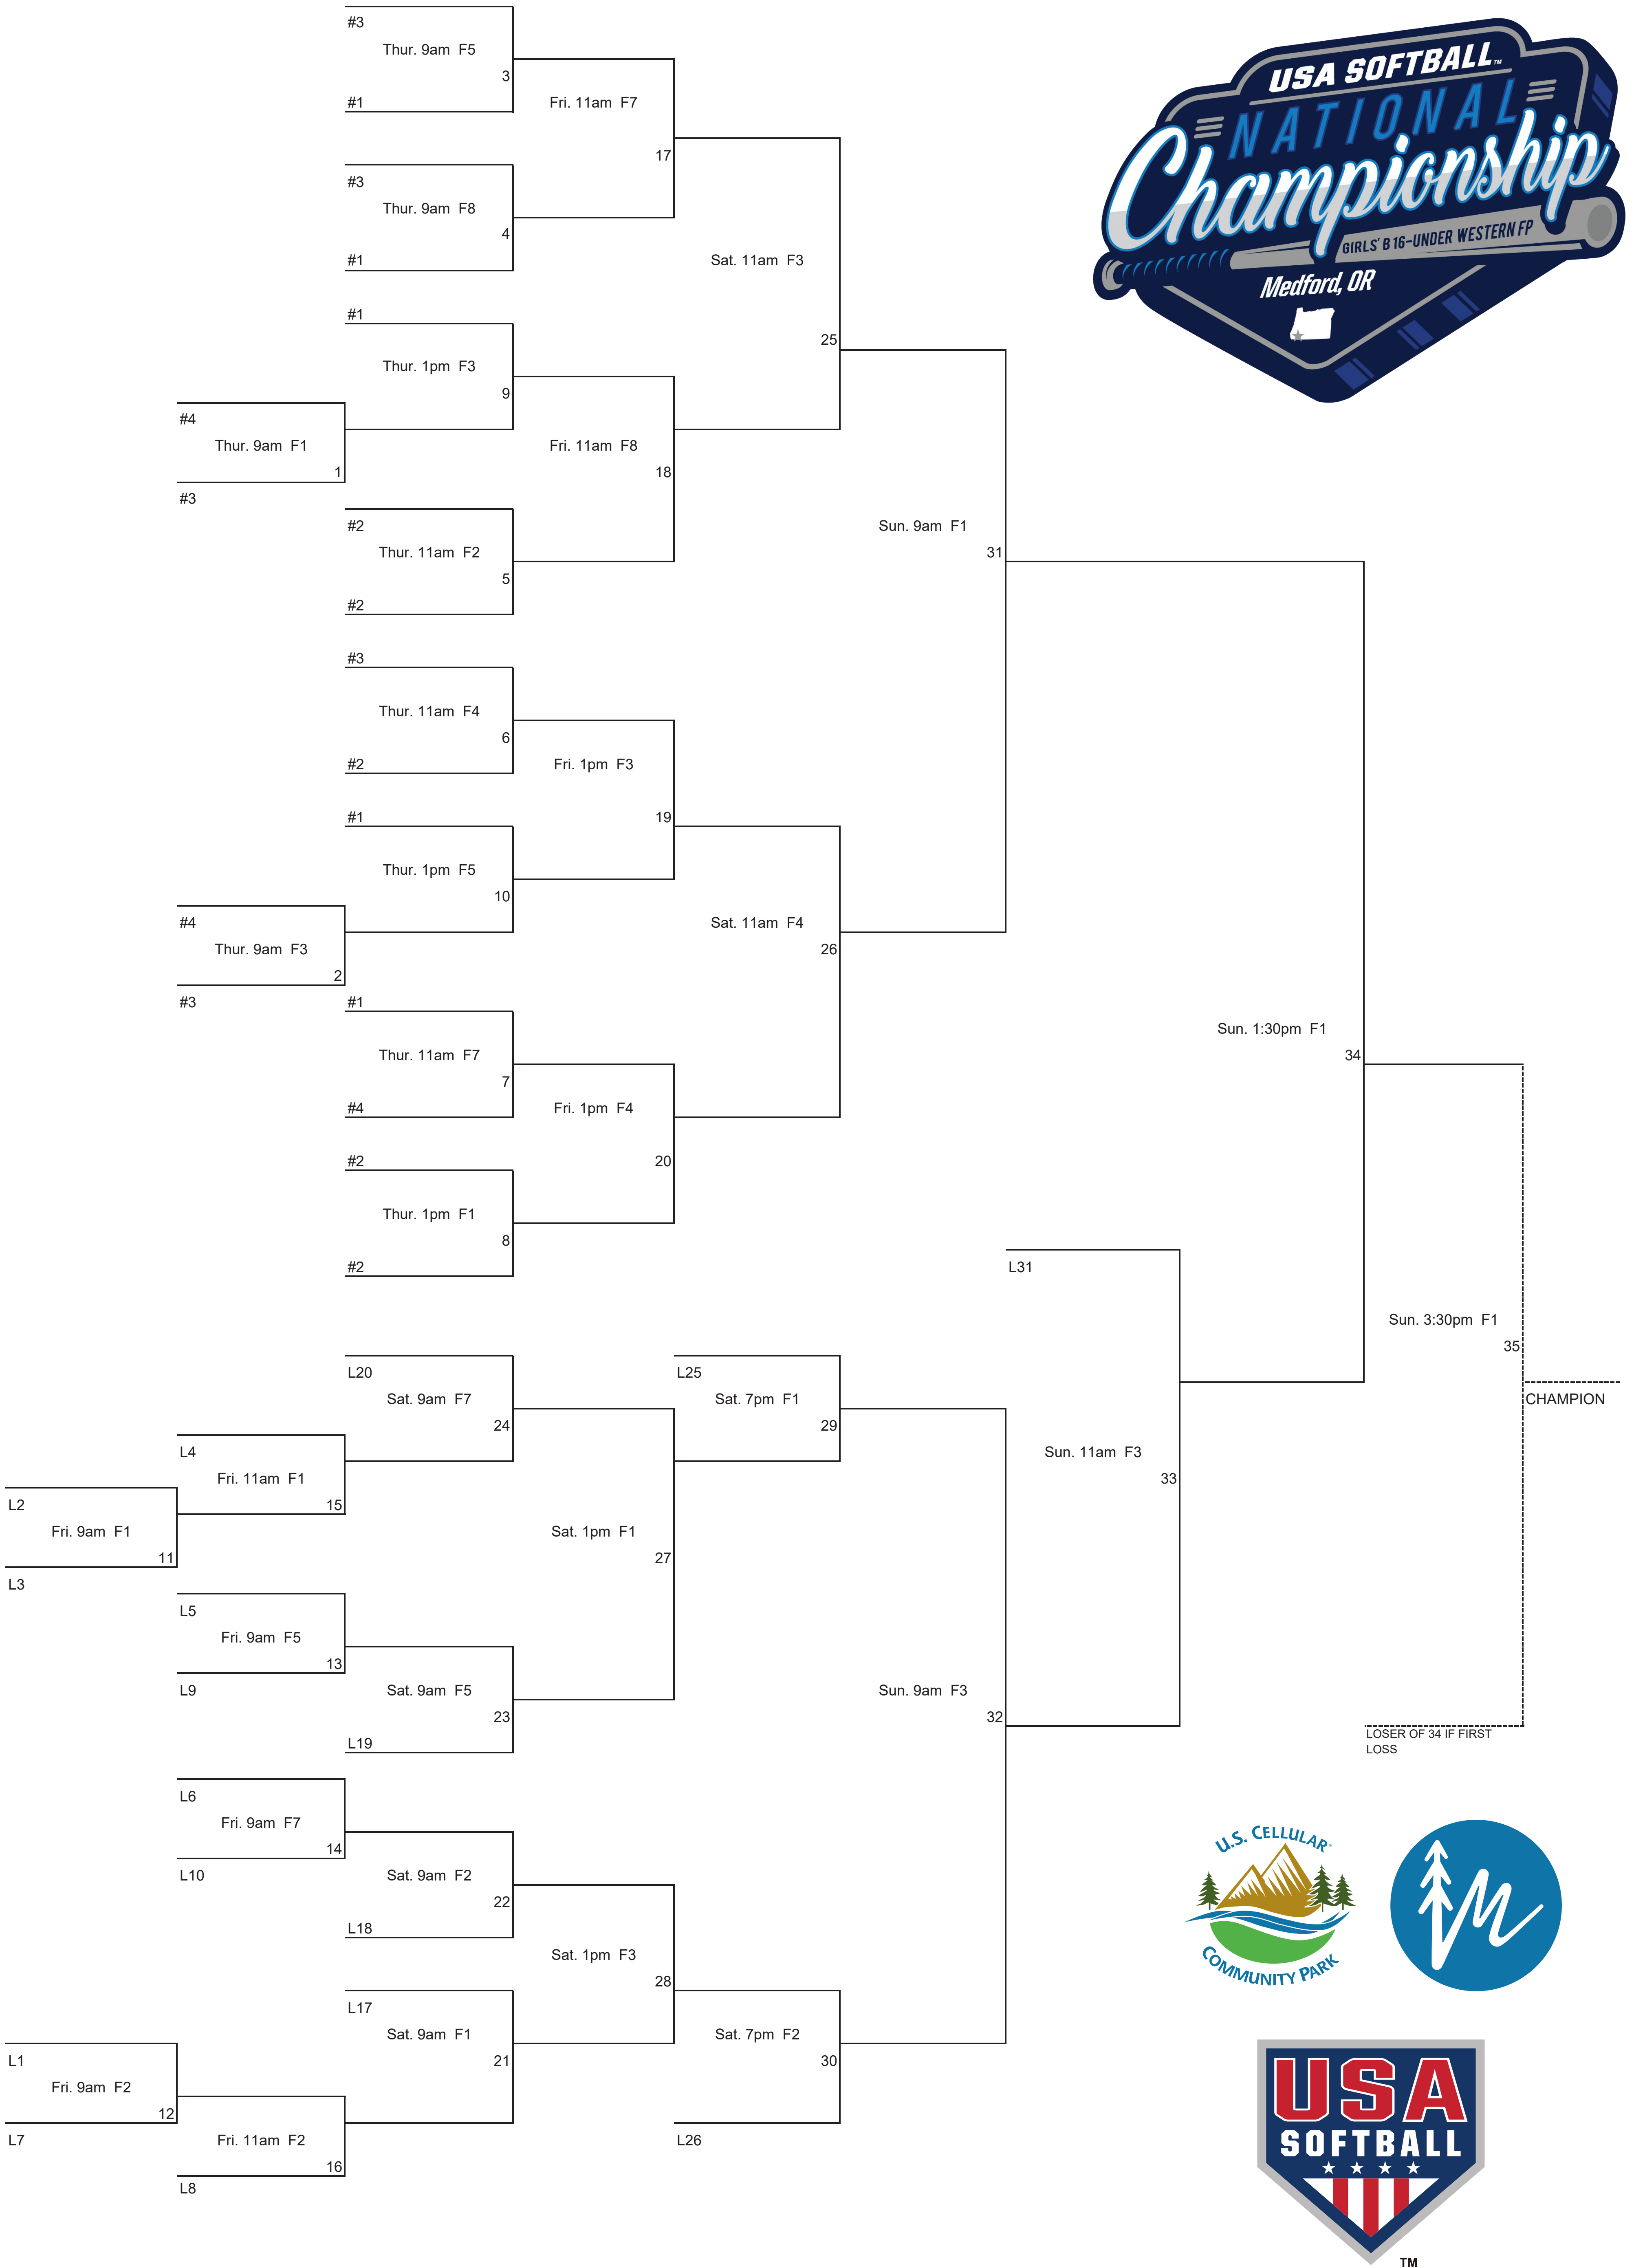 #3
Thur. 9am F5
3
#1
Fri. 11am F7
17
#3
Thur. 9am F8
4
#1
Sat. 11am F3
25
#1
Thur. 1pm F3
9
#4
Thur. 9am F1
1
#3
Fri. 11am F8
18
#2
Thur. 11am F2
5
#2
Sun. 9am F1
31
#3
Thur. 11am F4
6
#2
Fri. 1pm F3
19
#1
Thur. 1pm F5
10
#4
Thur. 9am F3
2
#3
Sat. 11am F4
26
#1
Thur. 11am F7
7
#4
Fri. 1pm F4
20
#2
Thur. 1pm F1
8
#2
Sun. 1:30pm F1
34
L31
Sun. 3:30pm F1
35
CHAMPION
L20
Sat. 9am F7
24
L25
Sat. 7pm F1
29
L4
Fri. 11am F1
15
L2
Fri. 9am F1
11
L3
Sun. 11am F3
33
Sat. 1pm F1
27
L5
Fri. 9am F5
13
L9
Sat. 9am F5
23
L19
Sun. 9am F3
32
LOSER OF 34 IF FIRST
LOSS
L6
Fri. 9am F7
14
L10
Sat. 9am F2
22
L18
Sat. 1pm F3
28
L17
Sat. 9am F1
21
Sat. 7pm F2
30
L26
L1
Fri. 9am F2
12
L7
Fri. 11am F2
16
L8
USA SOFTBALL™
NATIONAL
Championship
GIRLS' B 16-UNDER WESTERN FP
Medford, OR
U.S. CELLULAR®
COMMUNITY PARK
M
USA
SOFTBALL
TM